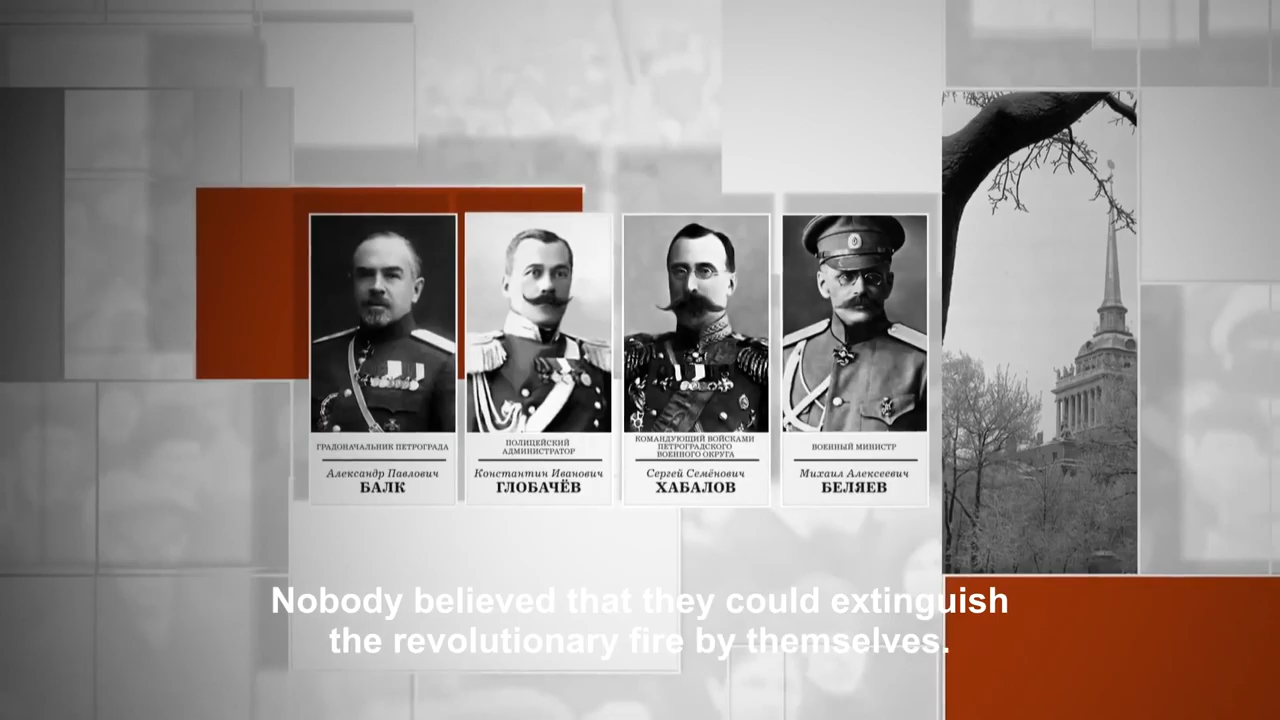 ГРАДОНАЧАЛЬНИК ПЕТРОГРАДА
Александр Павлович
БАЛК
ПОЛИЦЕЙСКИЙ
АДМИНИСТРАТОР
Константин Иванович
ГЛОБАЧЁВ
КОМАНДУЮЩИЙ ВОЙСКАМИ
ПЕТРОГРАДСКОГО
ВОЕННОГО ОКРУГА
Сергей Семёнович
ХАБАЛОВ
ВОЕННЫЙ МИНИСТР
Михаил Алексеевич
БЕЛЯЕВ
Nobody believed that they could extinguish
the revolutionary fire by themselves.